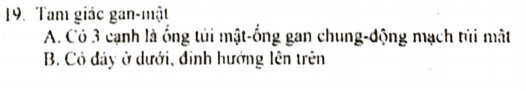 19. Tam giác gan-mật
A. Có 3 cạnh là ống túi mật-ống gan chung-động mạch túi mật
B. Có đáy ở dưới, đỉnh hướng lên trên